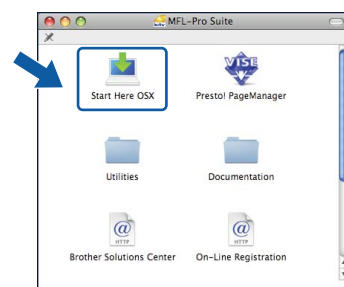 MFL-Pro Suite
VISE
Start Here OSX
Presto! PageManager
Utilities
Documentation
@
HTTP
@
HTTP
Brother Solutions Center
On-Line Registration